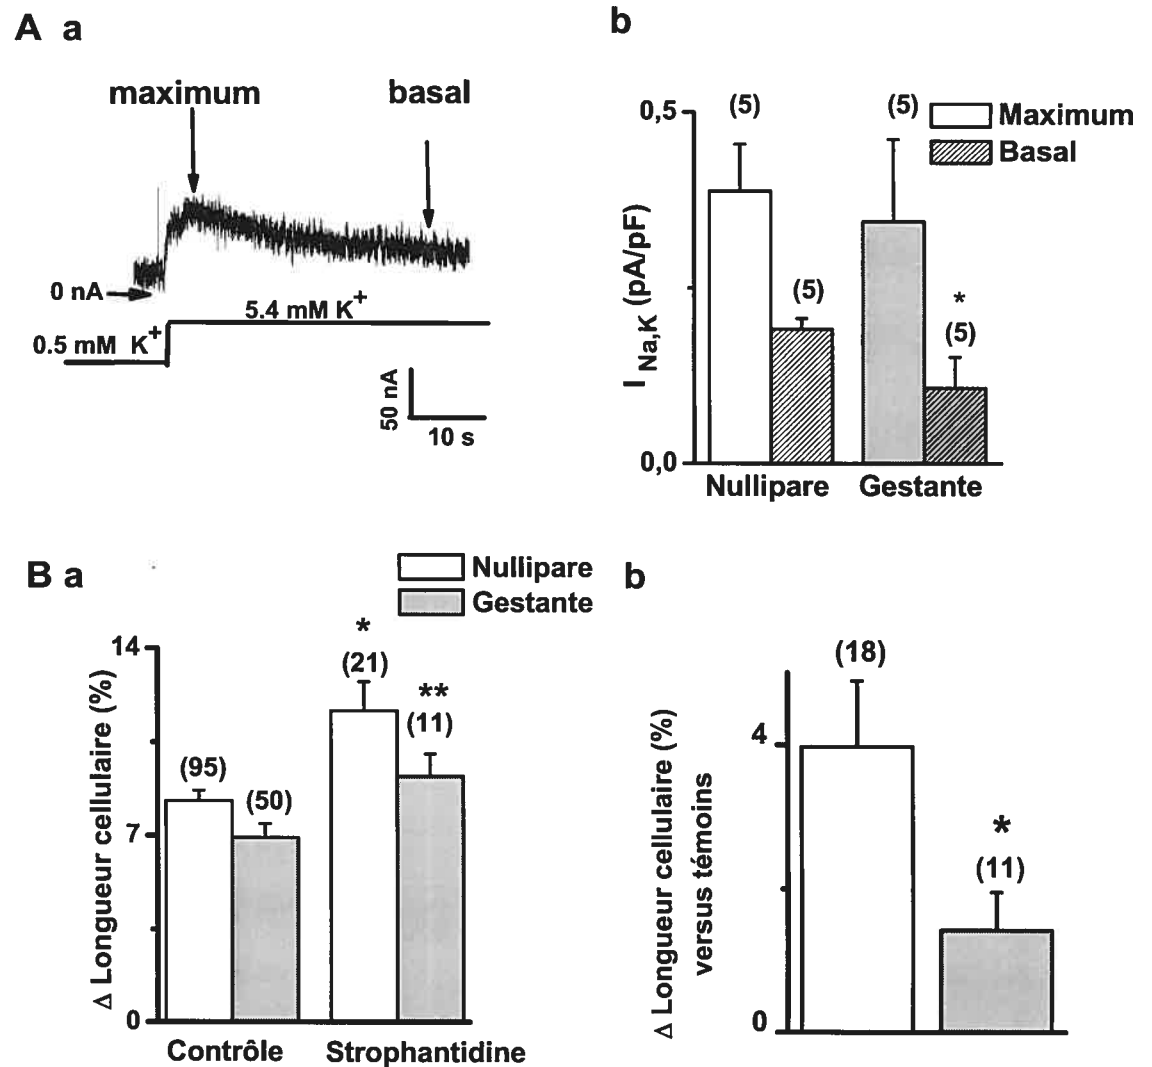 A a
maximum basal
0 nA
5.4 mM K+
0.5 mM K+
50 nA
10 s
b
(5) (5)
Maximum
Basal
0,5
I Na,K (pA/pF)
(5)
*
(5)
0,0
Nullipare Gestante
B a
Nullipare
Gestante
*
14
(21)
**
(11)
(95)
(50)
Δ Longueur cellulaire (%)
7
0
Contrôle Strophantidine
b
(18)
4
Δ Longueur cellulaire (%)
versus témoins
*
(11)
0